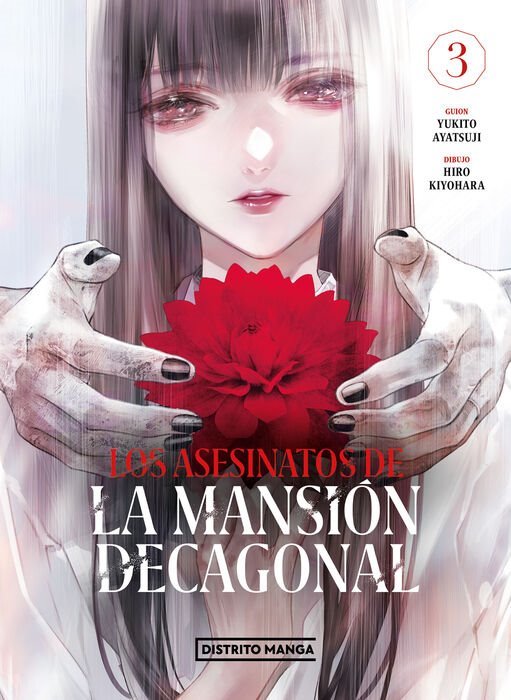 3
GUION
YUKITO
AYATSUJI
DIBUJO
HIRO
KIYOHARA
LOS ASESINATOS DE
LA MANSIÓN
DECAGONAL
DISTRITO MANGA